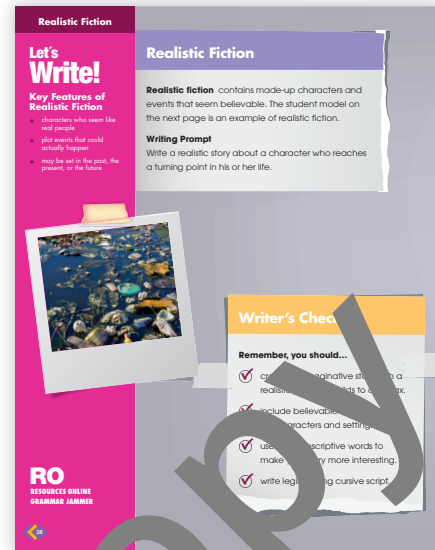 Realistic Fiction
Let's
Write!
Key Features of
Realistic Fiction
characters who seem like
real people
plot events that could
actually happen
may be set in the past, the
present, or the future
Realistic Fiction
Realistic fiction contains made-up characters and
events that seem believable. The student model on
the next page is an example of realistic fiction.
Writing Prompt
Write a realistic story about a character who reaches
a turning point in his or her life.
Writer's
Remember, you should...
a
include
characters and setting
words to
make more interesting.
write cursive script.
RO
RESOURCES ONLINE
GRAMMAR JAMMER
28